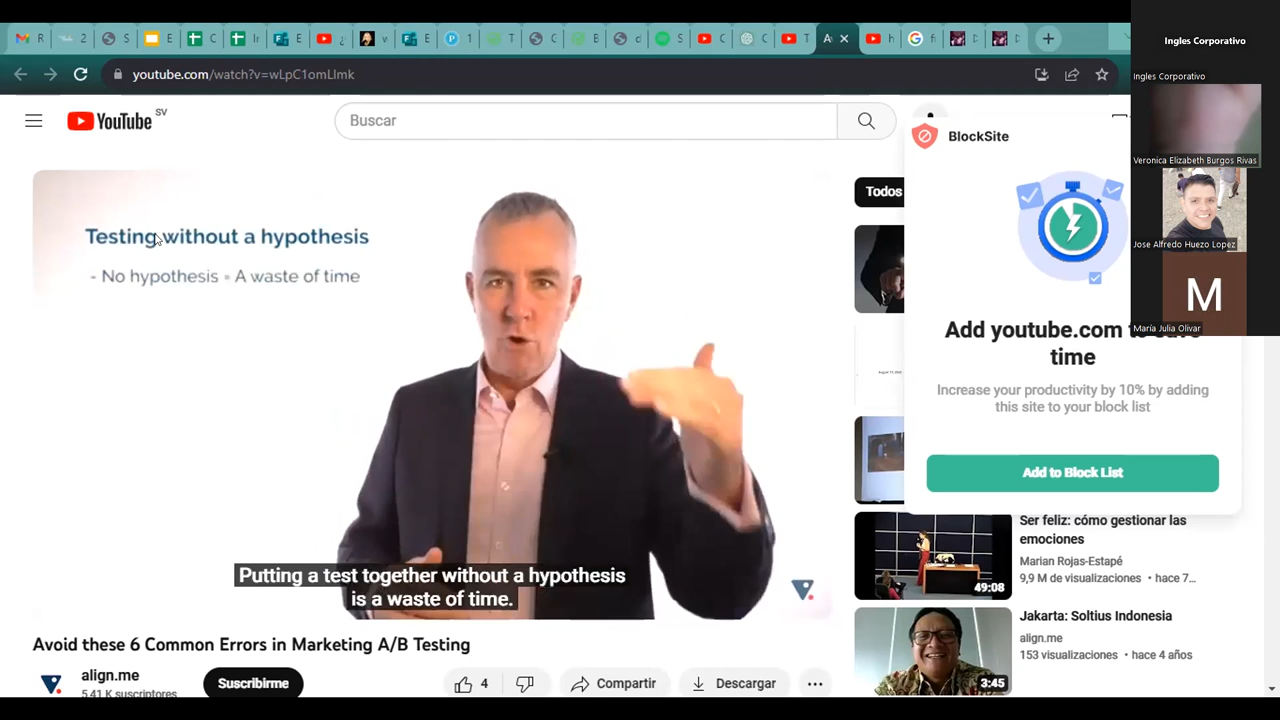 R
2
S
E
C
Ir
E
¿
v
E
1
T
C
B
d
S
C
C
T
A
h
f
D
D
youtube.com/watch?v=wLpC1omLlmk
YouTube SV
Buscar
Testing without a hypothesis
- No hypothesis = A waste of time
Putting a test together without a hypothesis
is a waste of time.
Avoid these 6 Common Errors in Marketing A/B Testing
align.me
5.41 K suscriptores
Suscribirme
4
Compartir
Descargar
Todos
BlockSite
Add youtube.com to save
time
Increase your productivity by 10% by adding
this site to your block list
Add to Block List
49:08
Ser feliz: cómo gestionar las
emociones
Marian Rojas-Estapé
9,9 M de visualizaciones • hace 7...
3:45
Jakarta: Soltius Indonesia
align.me
153 visualizaciones • hace 4 años
Ingles Corporativo
Ingles Corporativo
Veronica Elizabeth Burgos Rivas
Jose Alfredo Huezo Lopez
M
María Julia Olivar